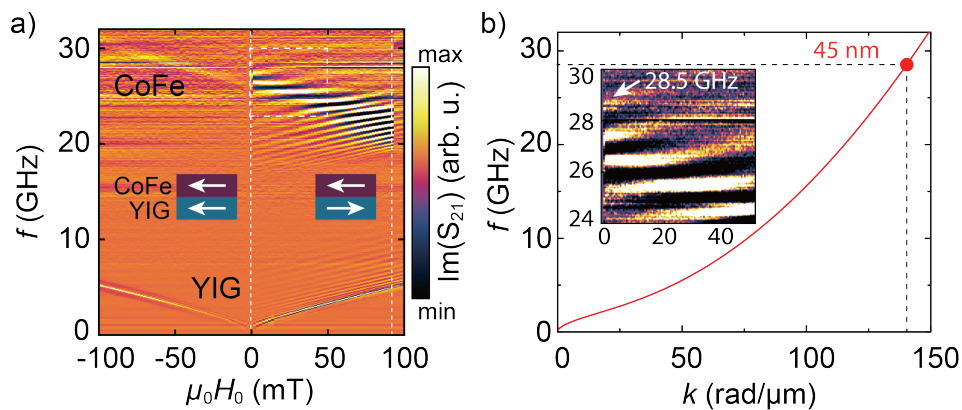 a)
30
20
10
0
f (GHz)
CoFe
CoFe
YIG
YIG
-100
-50
0
50
100
μ₀H₀ (mT)
max
min
Im(S₂₁) (arb. u.)
b)
30
20
10
0
f (GHz)
45 nm
28.5 GHz
30
28
26
24
0
20
40
0
50
100
150
k (rad/μm)